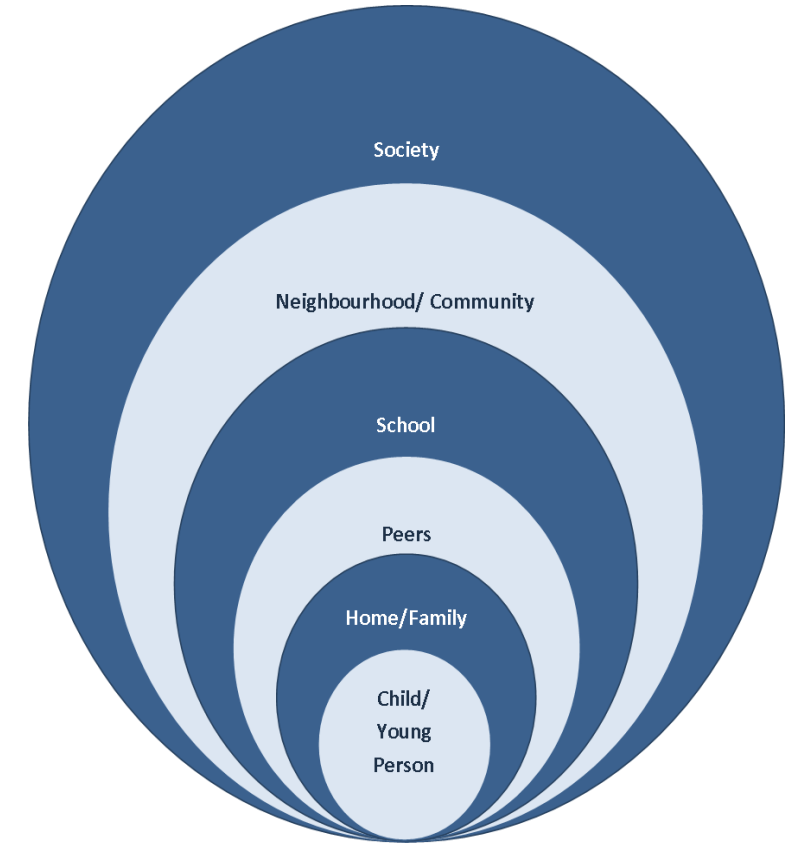 Society
Neighbourhood/ Community
School
Peers
Home/Family
Child/
Young
Person